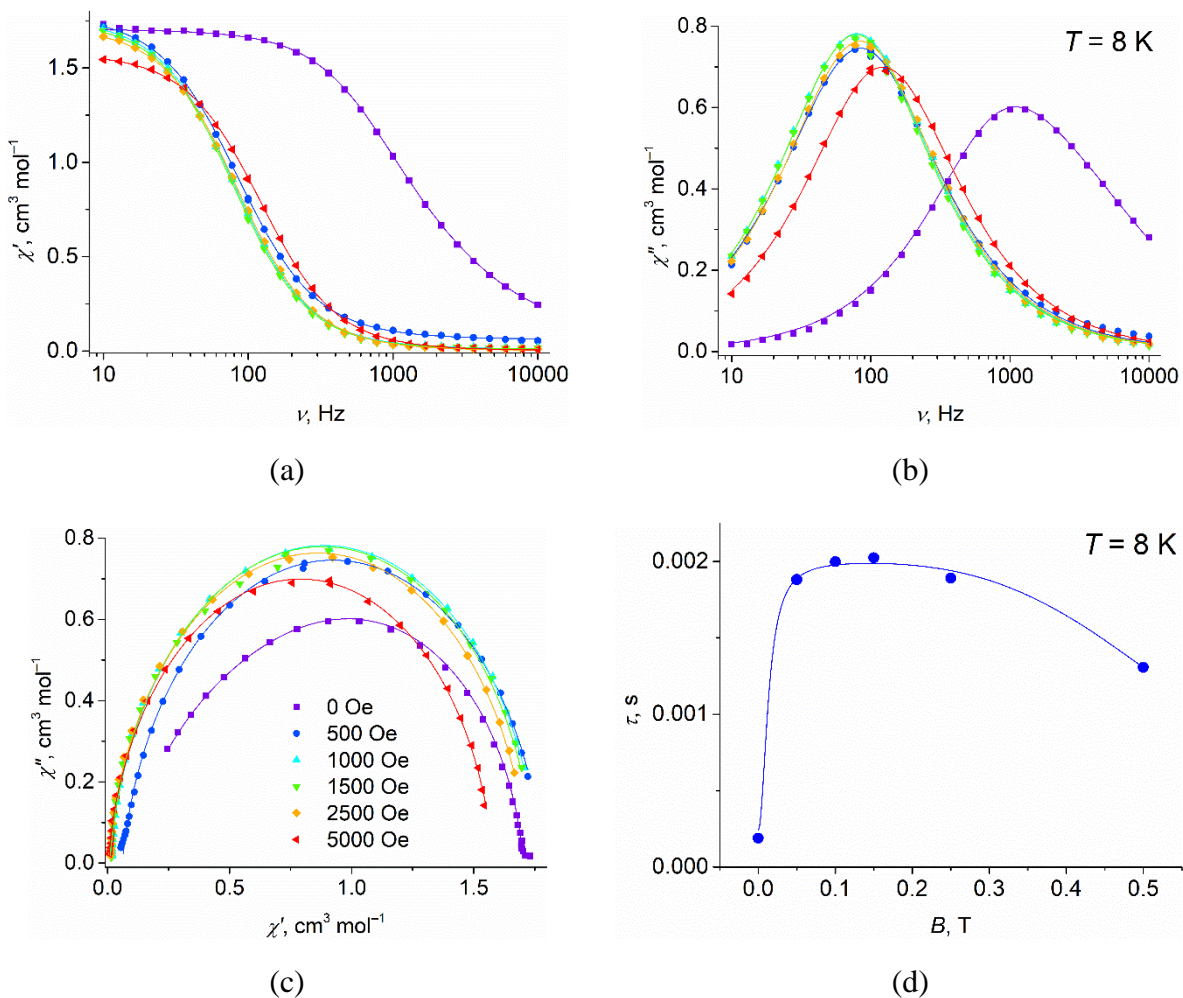 χ′, cm³ mol⁻¹
1.5
1.0
0.5
0.0
10 100 1000 10000
ν, Hz
(a)
T = 8 K
χ″, cm³ mol⁻¹
0.8
0.6
0.4
0.2
0.0
10 100 1000 10000
ν, Hz
(b)
χ″, cm³ mol⁻¹
0.8
0.6
0.4
0.2
0.0
0 Oe
500 Oe
1000 Oe
1500 Oe
2500 Oe
5000 Oe
0.0 0.5 1.0 1.5
χ′, cm³ mol⁻¹
(c)
T = 8 K
τ, s
0.002
0.001
0.000
0.0 0.1 0.2 0.3 0.4 0.5
B, T
(d)